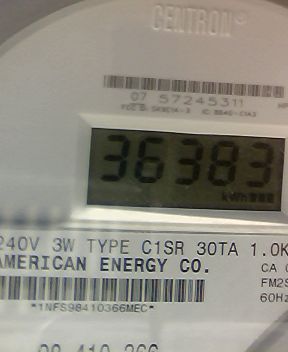 CENTRON®
07 57245311
36383
kWh
240V 3W TYPE C1SR 30TA 1.0K
AMERICAN ENERGY CO. CA
FM2S
*1NFS98410366MEC* 60Hz